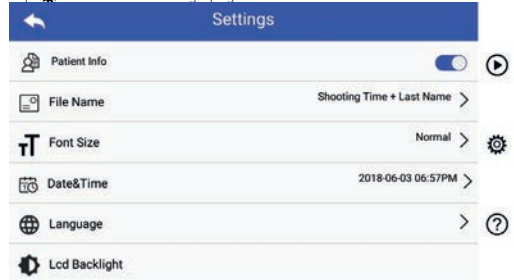 Settings
Patient Info
File Name Shooting Time + Last Name
Font Size Normal
Date&Time 2018-06-03 06:57PM
Language
Lcd Backlight